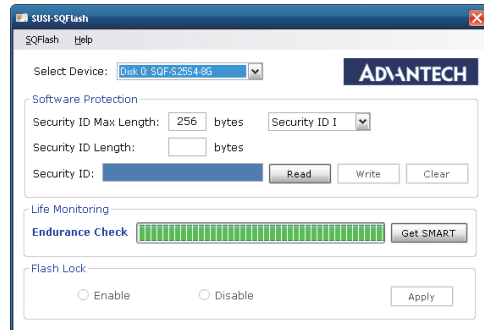 SUSI-SQFlash
SQFlash Help
Select Device: Disk 0: SQF-S25S4-8G
ADVANTECH
Software Protection
Security ID Max Length: 256 bytes Security ID I
Security ID Length: bytes
Security ID: Read Write Clear
Life Monitoring
Endurance Check Get SMART
Flash Lock
Enable Disable Apply